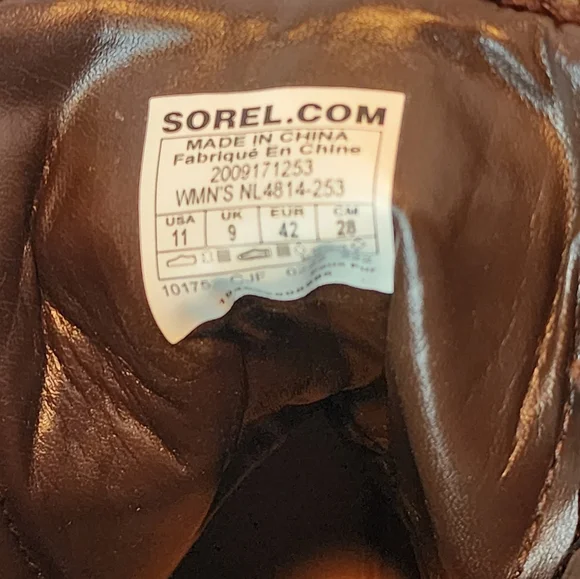 SOREL.COM
MADE IN CHINA
Fabriqué En Chine
2009171253
WMN'S NL4814-253
USA UK EUR CM
11 9 42 28
10175